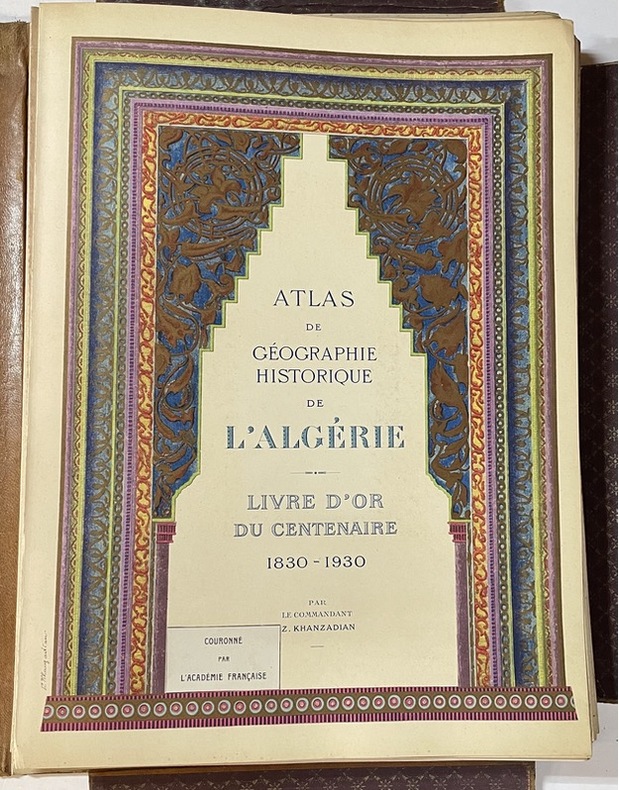 ATLAS
DE
GÉOGRAPHIE
HISTORIQUE
DE
L'ALGÉRIE
LIVRE D'OR
DU CENTENAIRE
1830-1930
PAR
LE COMMANDANT
Z. KHANZADIAN
COURONNÉ
PAR
L'ACADÉMIE FRANÇAISE